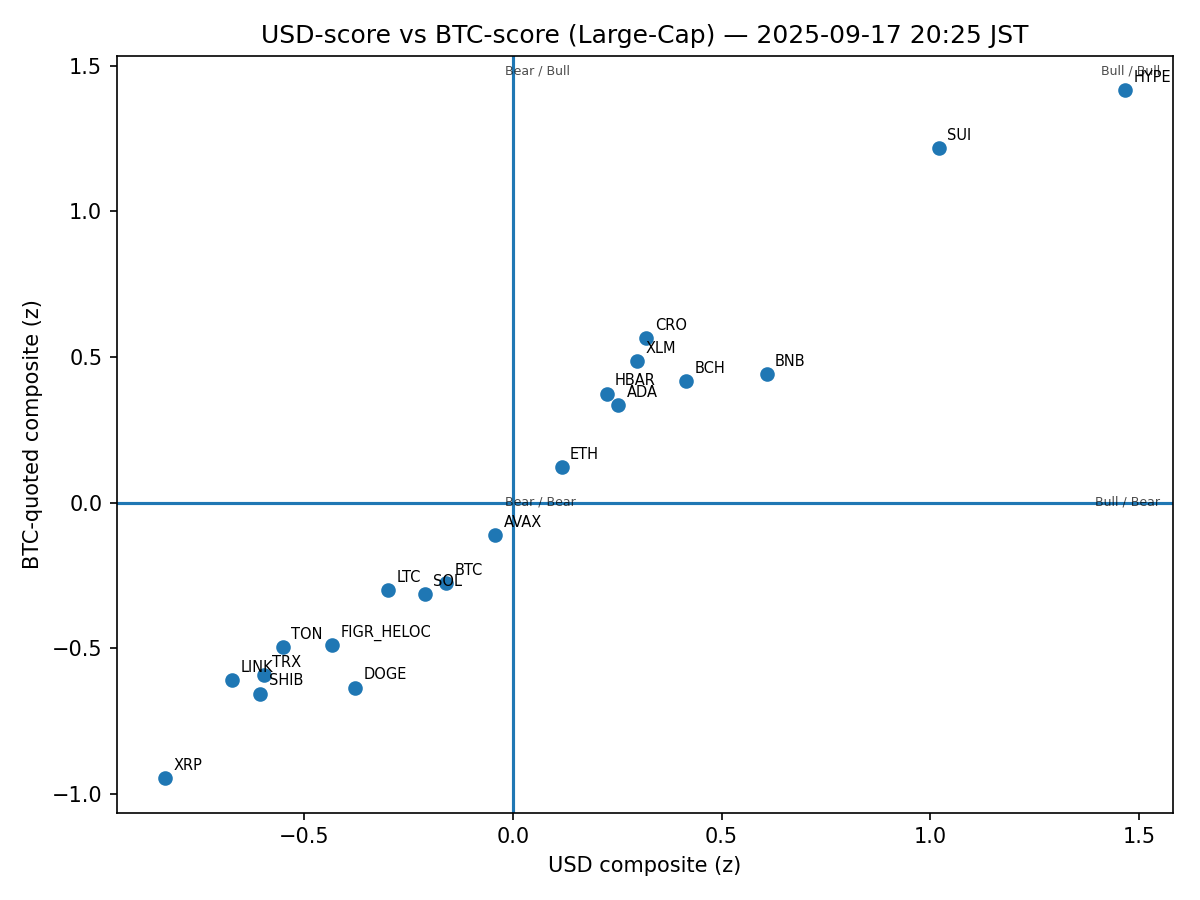 USD-score vs BTC-score (Large-Cap) — 2025-09-17 20:25 JST
1.5
Bear / Bull
Bull / Bull
HYPE
SUI
1.0
CRO
0.5
XLM
BCH
BNB
HBAR
ADA
ETH
0.0
Bear / Bear
Bull / Bear
AVAX
BTC
LTC
SOL
TON
FIGR_HELOC
−0.5
LINK
TRX
SHIB
DOGE
XRP
−1.0
BTC-quoted composite (z)
−0.5
0.0
0.5
1.0
1.5
USD composite (z)